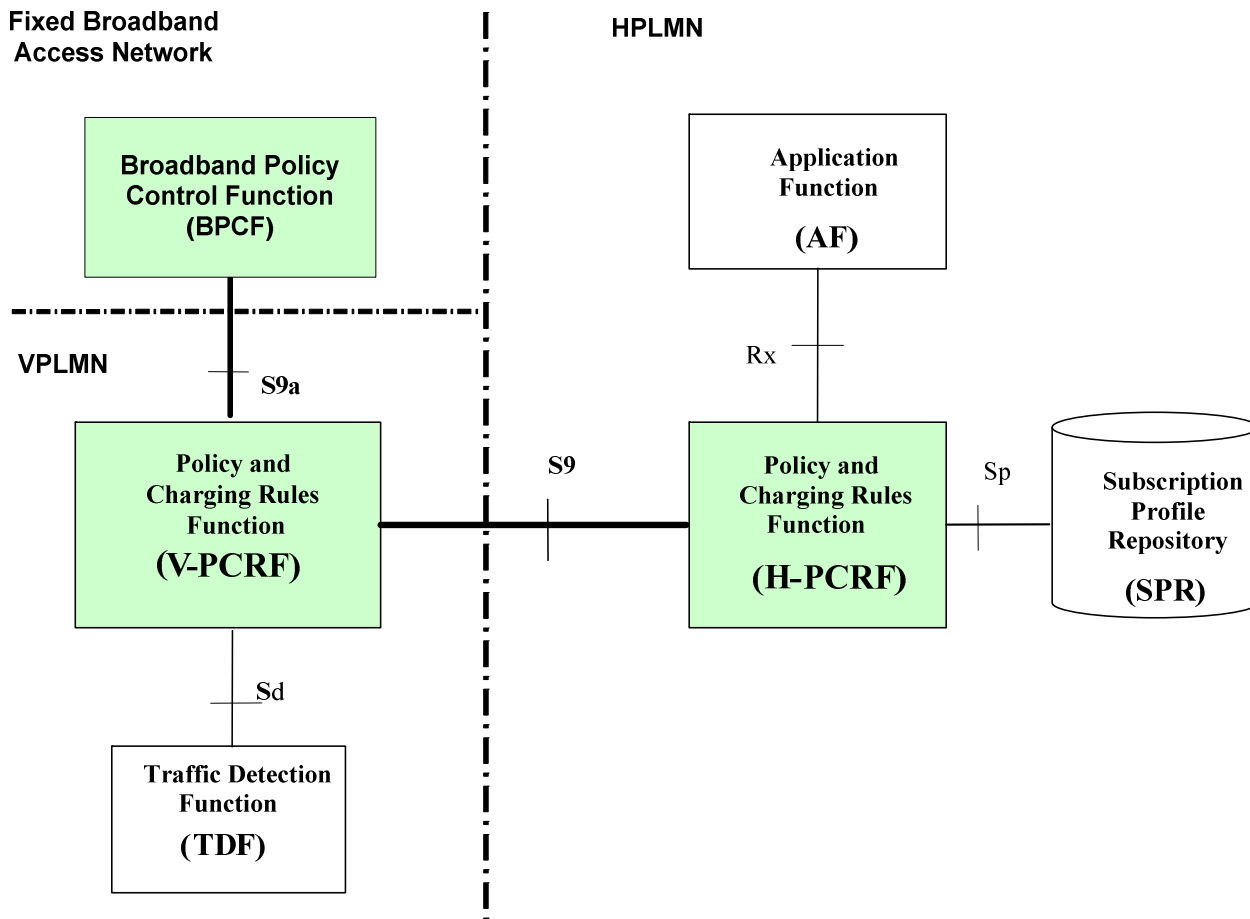 Fixed Broadband
Access Network
HPLMN
Broadband Policy
Control Function
(BPCF)
Application
Function
(AF)
VPLMN
S9a
Rx
Policy and
Charging Rules
Function
(V-PCRF)
S9
Policy and
Charging Rules
Function
(H-PCRF)
Sp
Subscription
Profile
Repository
(SPR)
Sd
Traffic Detection
Function
(TDF)